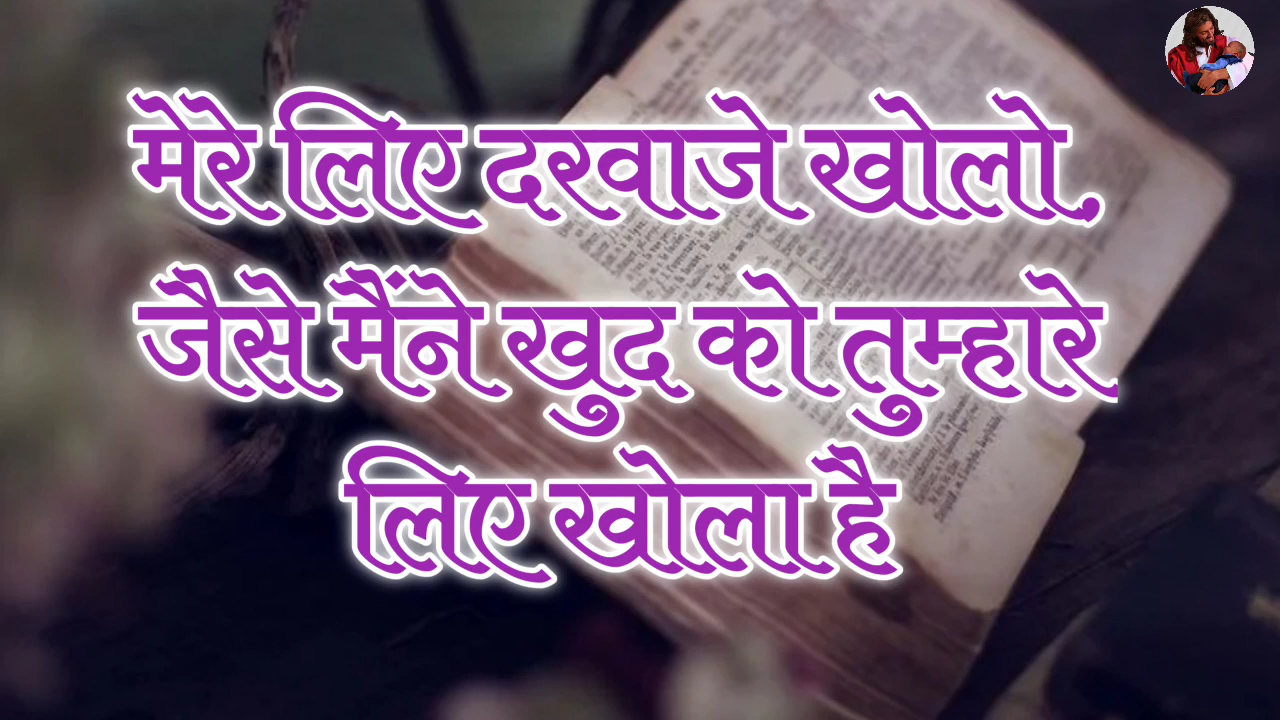 मेरे लिए दरवाजे खोलो,
जैसे मैंने खुद को तुम्हारे
लिए खोला है